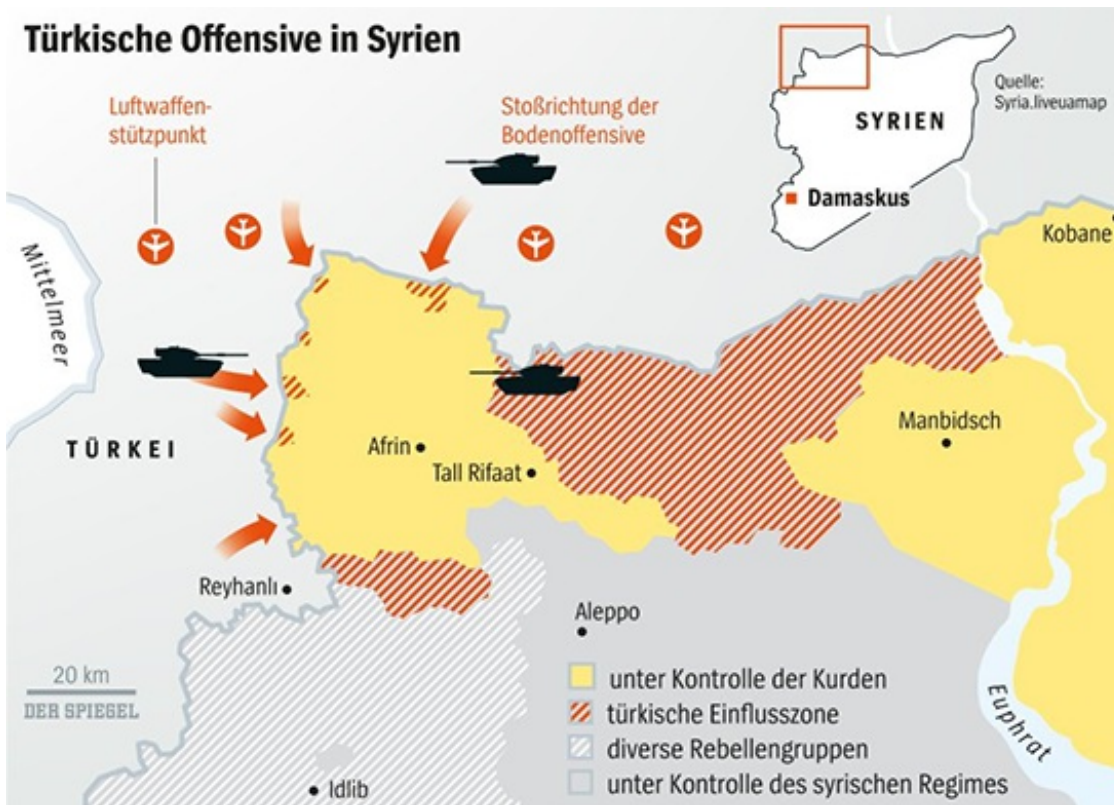 Türkische Offensive in Syrien
Luftwaffen-
stützpunkt
Stoßrichtung der
Bodenoffensive
Quelle:
Syria.liveuamap
SYRIEN
Damaskus
Mittelmeer
Kobane
TÜRKEI
Afrin
Tall Rifaat
Manbidsch
Reyhanlı
Aleppo
20 km
DER SPIEGEL
unter Kontrolle der Kurden
türkische Einflusszone
diverse Rebellengruppen
unter Kontrolle des syrischen Regimes
Euphrat
Idlib